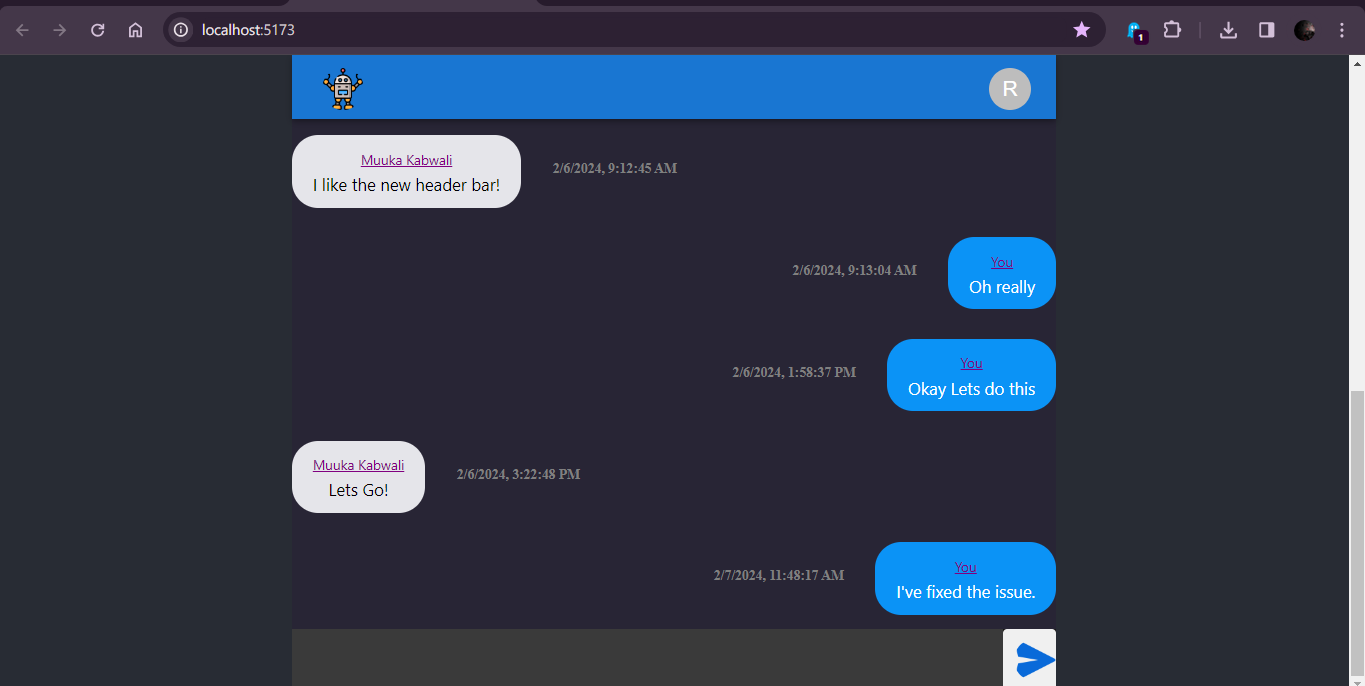 localhost:5173
1
R
Muuka Kabwali
I like the new header bar!
2/6/2024, 9:12:45 AM
You
2/6/2024, 9:13:04 AM
Oh really
You
2/6/2024, 1:58:37 PM
Okay Lets do this
Muuka Kabwali
2/6/2024, 3:22:48 PM
Lets Go!
You
2/7/2024, 11:48:17 AM
I've fixed the issue.